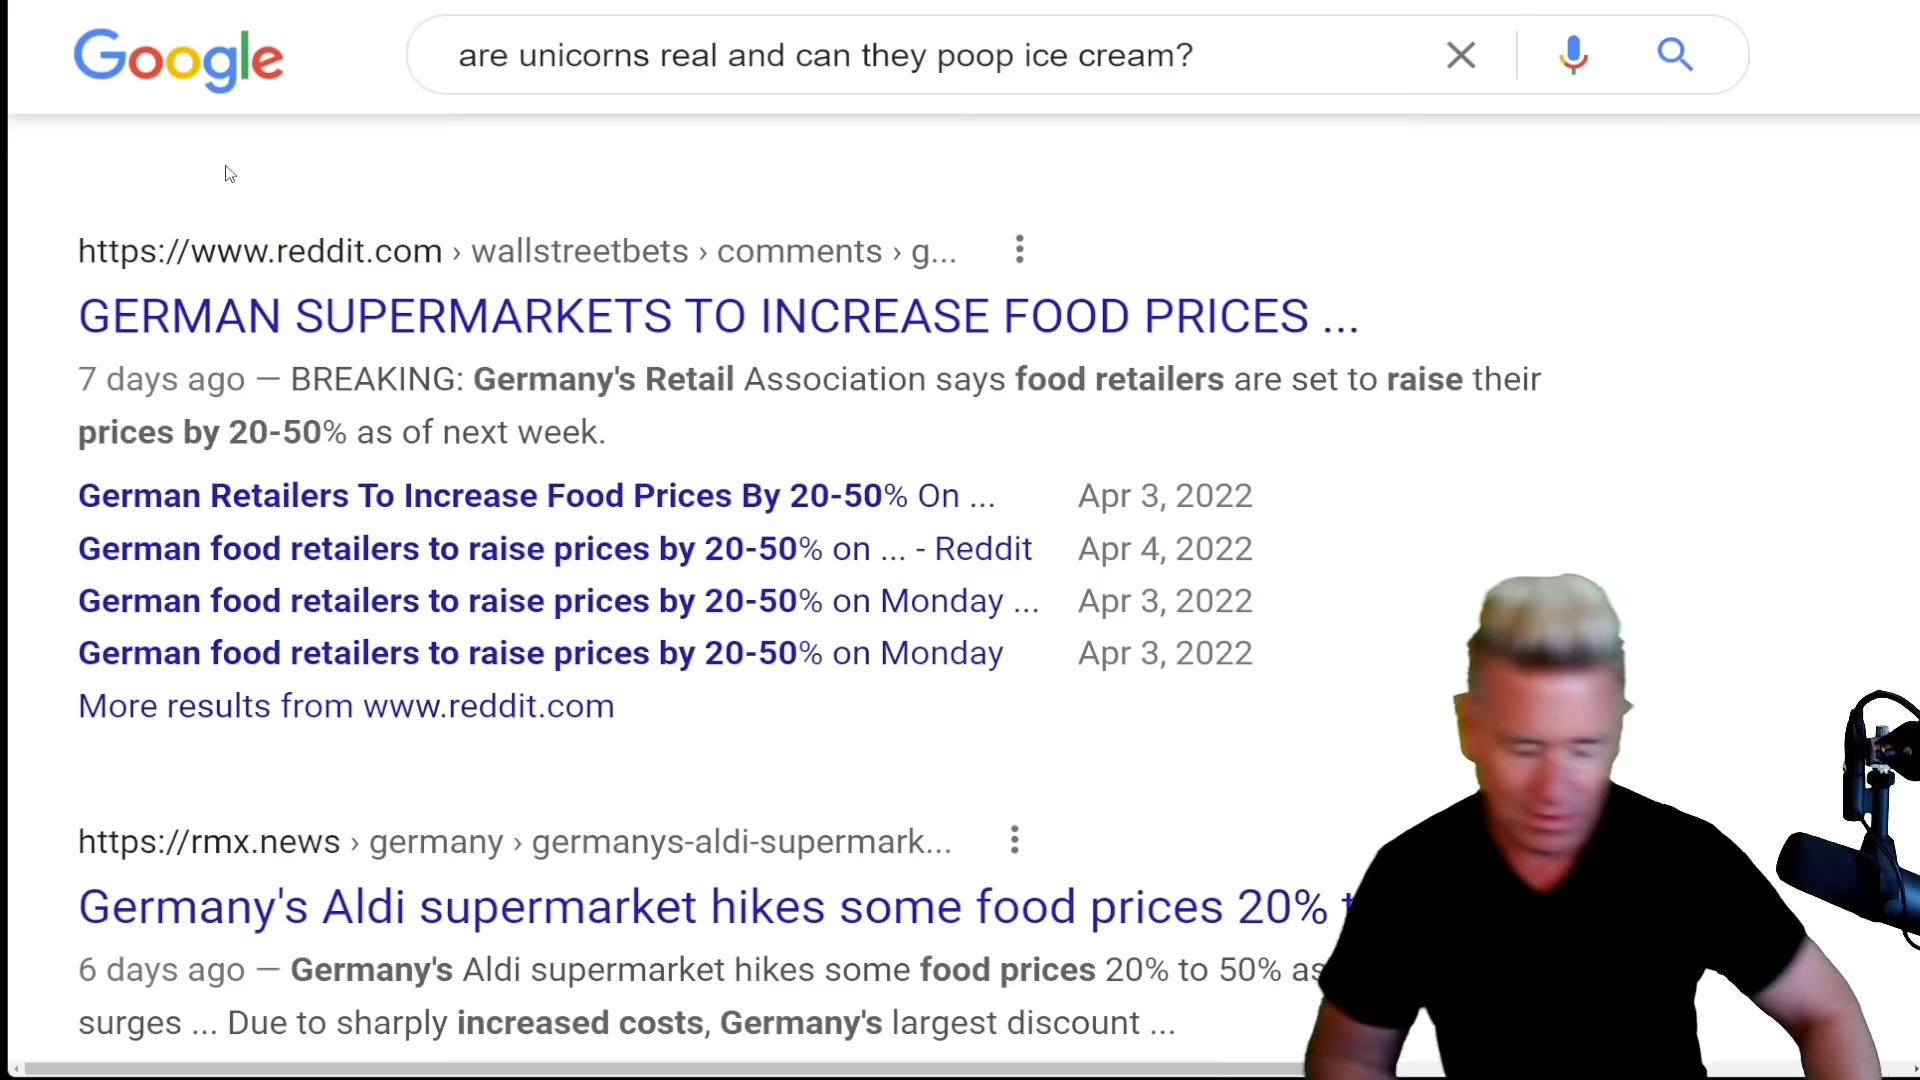 Google
are unicorns real and can they poop ice cream?
https://www.reddit.com › wallstreetbets › comments › g...
GERMAN SUPERMARKETS TO INCREASE FOOD PRICES ...
7 days ago — BREAKING: Germany's Retail Association says food retailers are set to raise their
prices by 20-50% as of next week.
German Retailers To Increase Food Prices By 20-50% On ... Apr 3, 2022
German food retailers to raise prices by 20-50% on ... - Reddit Apr 4, 2022
German food retailers to raise prices by 20-50% on Monday ... Apr 3, 2022
German food retailers to raise prices by 20-50% on Monday Apr 3, 2022
More results from www.reddit.com
https://rmx.news › germany › germanys-aldi-supermark...
Germany's Aldi supermarket hikes some food prices 20%
6 days ago — Germany's Aldi supermarket hikes some food prices 20% to 50% as
surges ... Due to sharply increased costs, Germany's largest discount ...